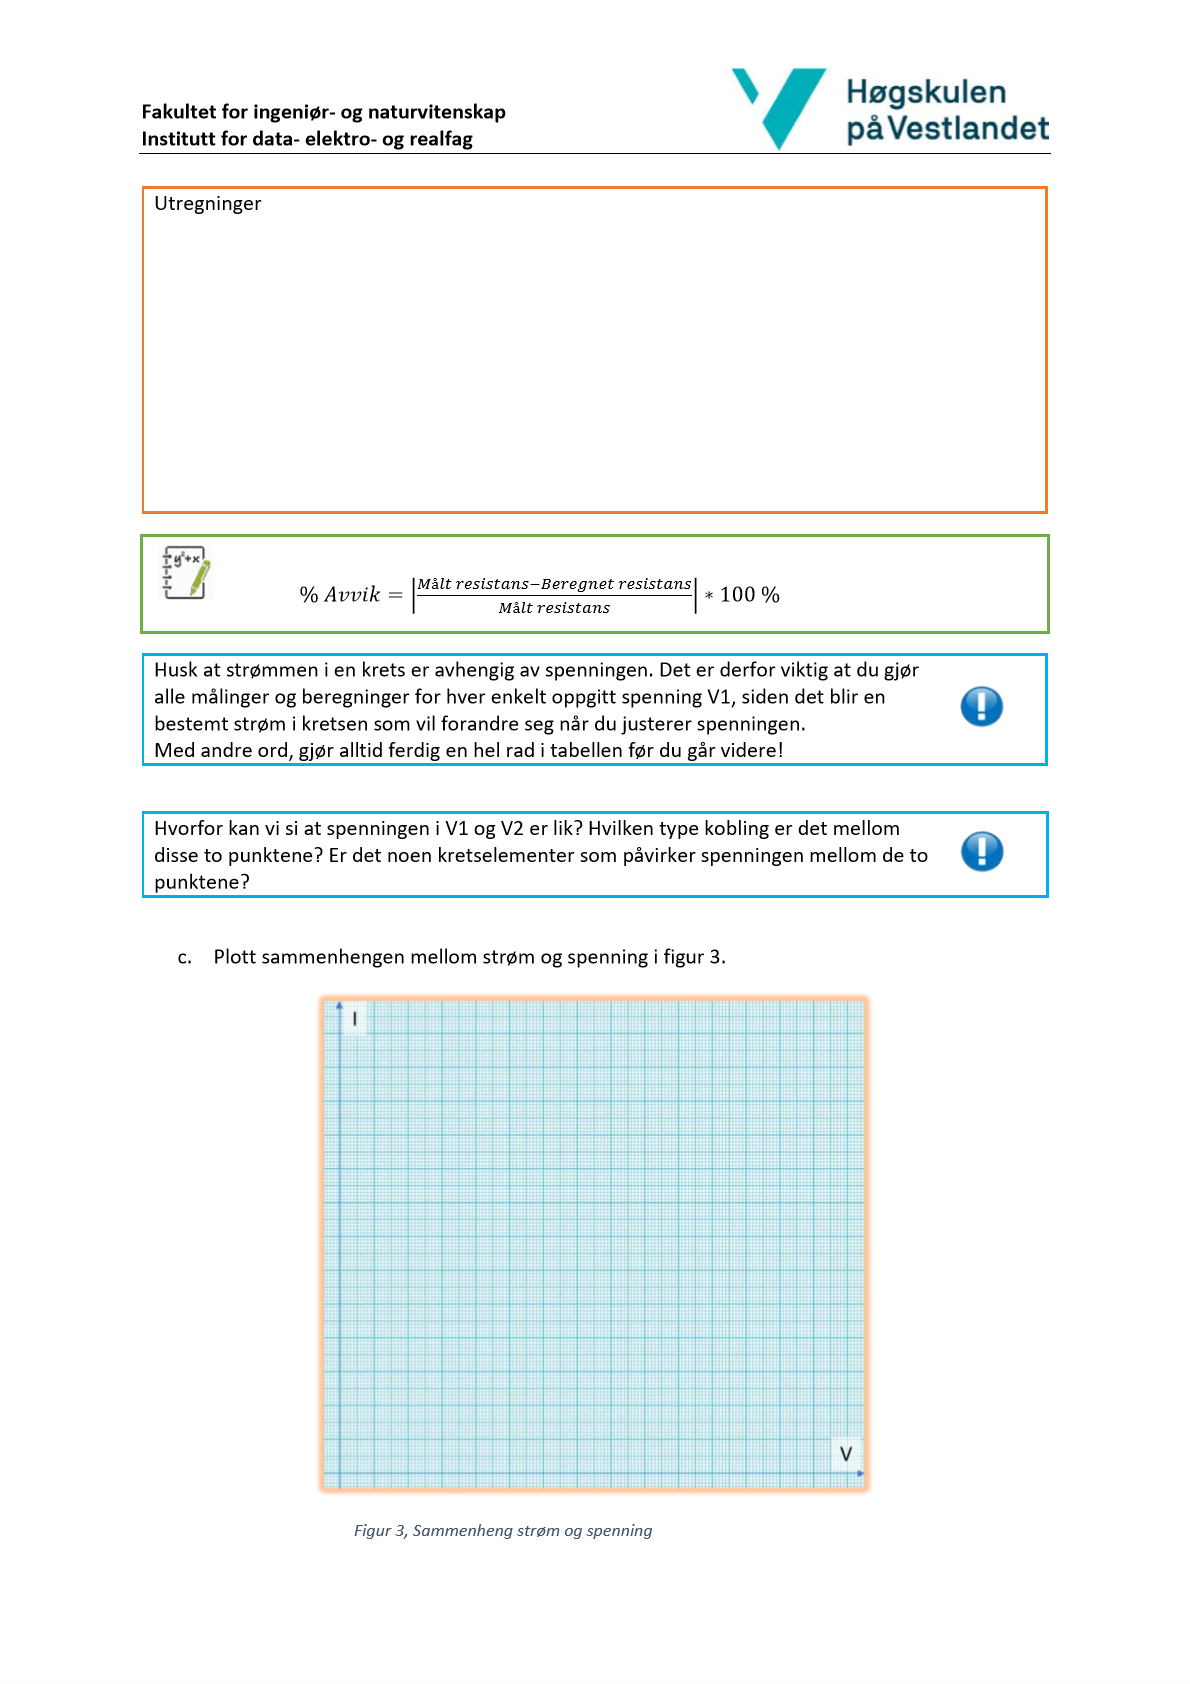 Fakultet for ingeniør- og naturvitenskap
Institutt for data- elektro- og realfag
Høgskulen
på Vestlandet
Utregninger
y²+x
% Avvik = |Målt resistans−Beregnet resistans / Målt resistans| ∗ 100 %
Husk at strømmen i en krets er avhengig av spenningen. Det er derfor viktig at du gjør
alle målinger og beregninger for hver enkelt oppgitt spenning V1, siden det blir en
bestemt strøm i kretsen som vil forandre seg når du justerer spenningen.
Med andre ord, gjør alltid ferdig en hel rad i tabellen før du går videre!
Hvorfor kan vi si at spenningen i V1 og V2 er lik? Hvilken type kobling er det mellom
disse to punktene? Er det noen kretselementer som påvirker spenningen mellom de to
punktene?
c. Plott sammenhengen mellom strøm og spenning i figur 3.
I
V
Figur 3, Sammenheng strøm og spenning